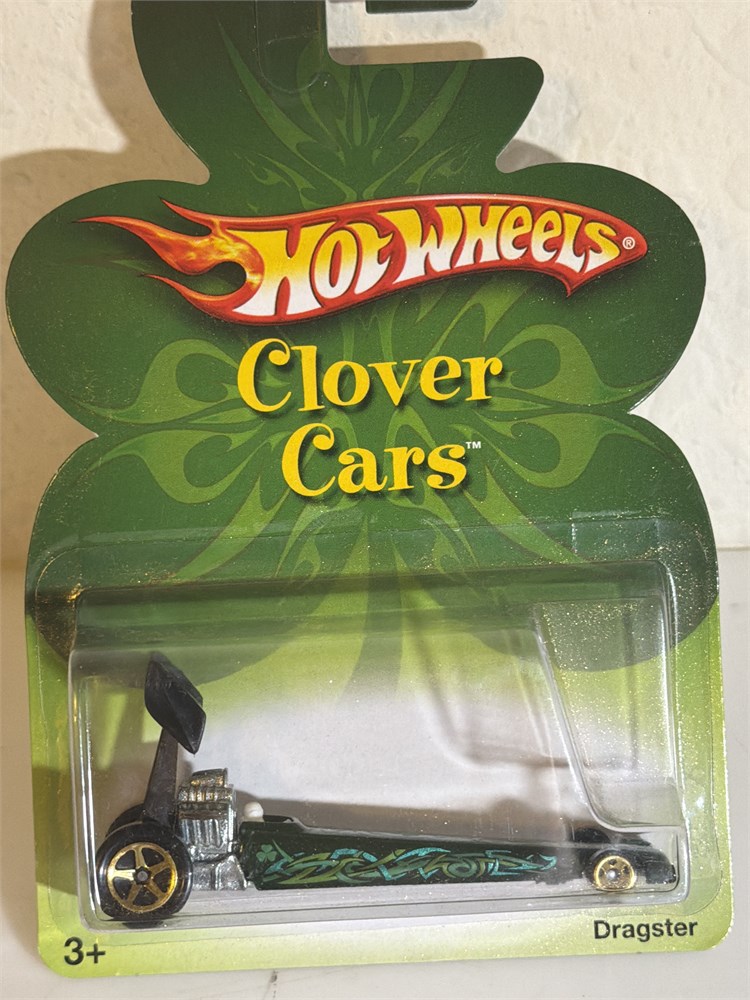 Hot Wheels®
Clover
Cars™
3+
Dragster